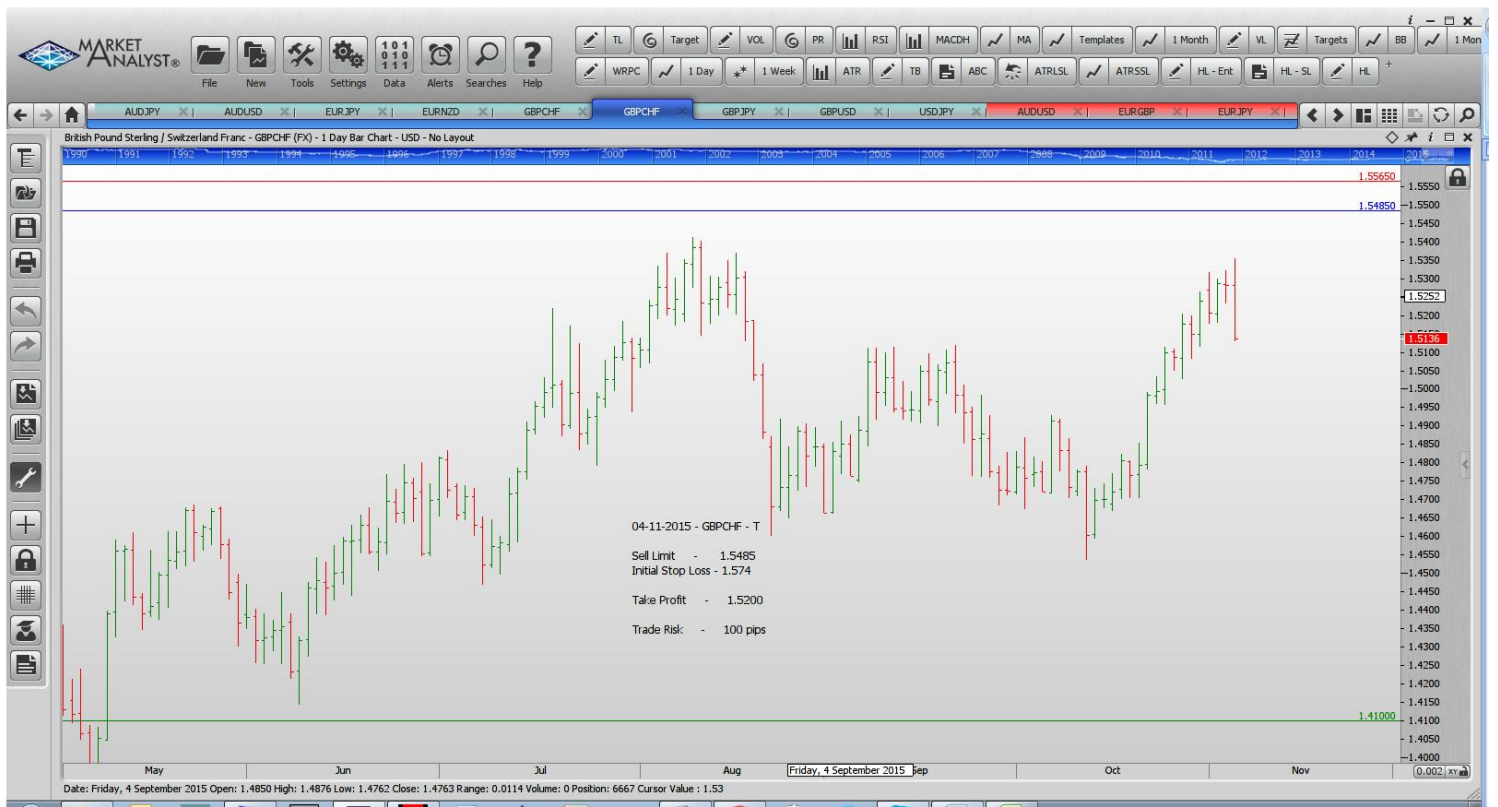 i
MARKET ANALYST®
File New Tools Settings Data Alerts Searches Help
TL Target VOL PR RSI MACDH MA Templates 1 Month VL Targets BB 1 Mon
WRPC 1 Day 1 Week ATR TB ABC ATRLSL ATRSSL HL - Ent HL - SL HL
AUDJPY AUDUSD EURJPY EURNZD GBPCHF GBPCHF GBPJPY GBPUSD USDJPY AUDUSD EURGBP EURJPY
British Pound Sterling / Switzerland Franc - GBPCHF (FX) - 1 Day Bar Chart - USD - No Layout
1990 1991 1992 1993 1994 1995 1996 1997 1998 1999 2000 2001 2002 2003 2004 2005 2006 2007 2008 2009 2010 2011 2012 2013 2014 2015
1.55650
1.5550
1.54850
1.5500
1.5450
1.5400
1.5350
1.5300
1.5252
1.5200
1.5136
1.5100
1.5050
1.5000
1.4950
1.4900
1.4850
1.4800
1.4750
1.4700
1.4650
1.4600
1.4550
1.4500
1.4450
1.4400
1.4350
1.4300
1.4250
1.4200
1.4150
1.41000
1.4100
1.4050
1.4000
04-11-2015 - GBPCHF - T
Sell Limit - 1.5485
Initial Stop Loss - 1.574
Take Profit - 1.5200
Trade Risk - 100 pips
May Jun Jul Aug Friday, 4 September 2015 Sep Oct Nov 0.002 XY
Date: Friday, 4 September 2015 Open: 1.4850 High: 1.4876 Low: 1.4762 Close: 1.4763 Range: 0.0114 Volume: 0 Position: 6667 Cursor Value : 1.53